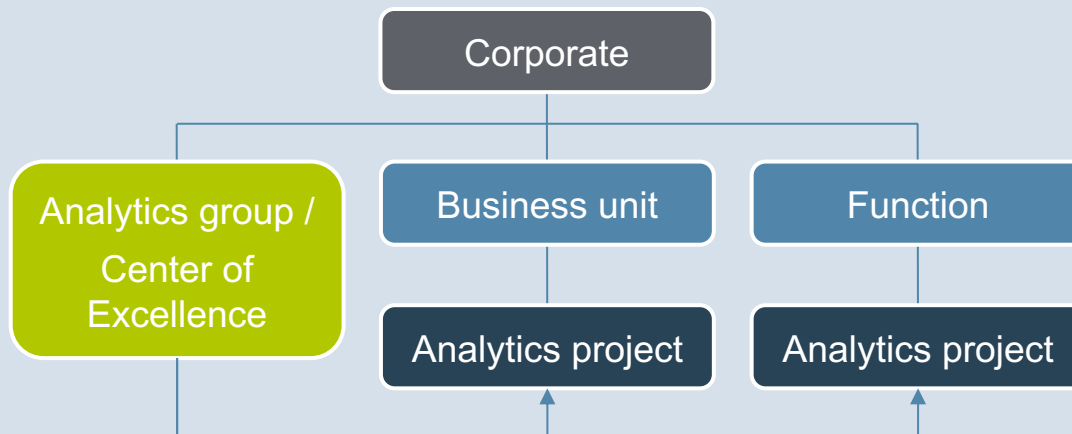 Corporate
Analytics group /
Center of
Excellence
Business unit
Function
Analytics project
Analytics project